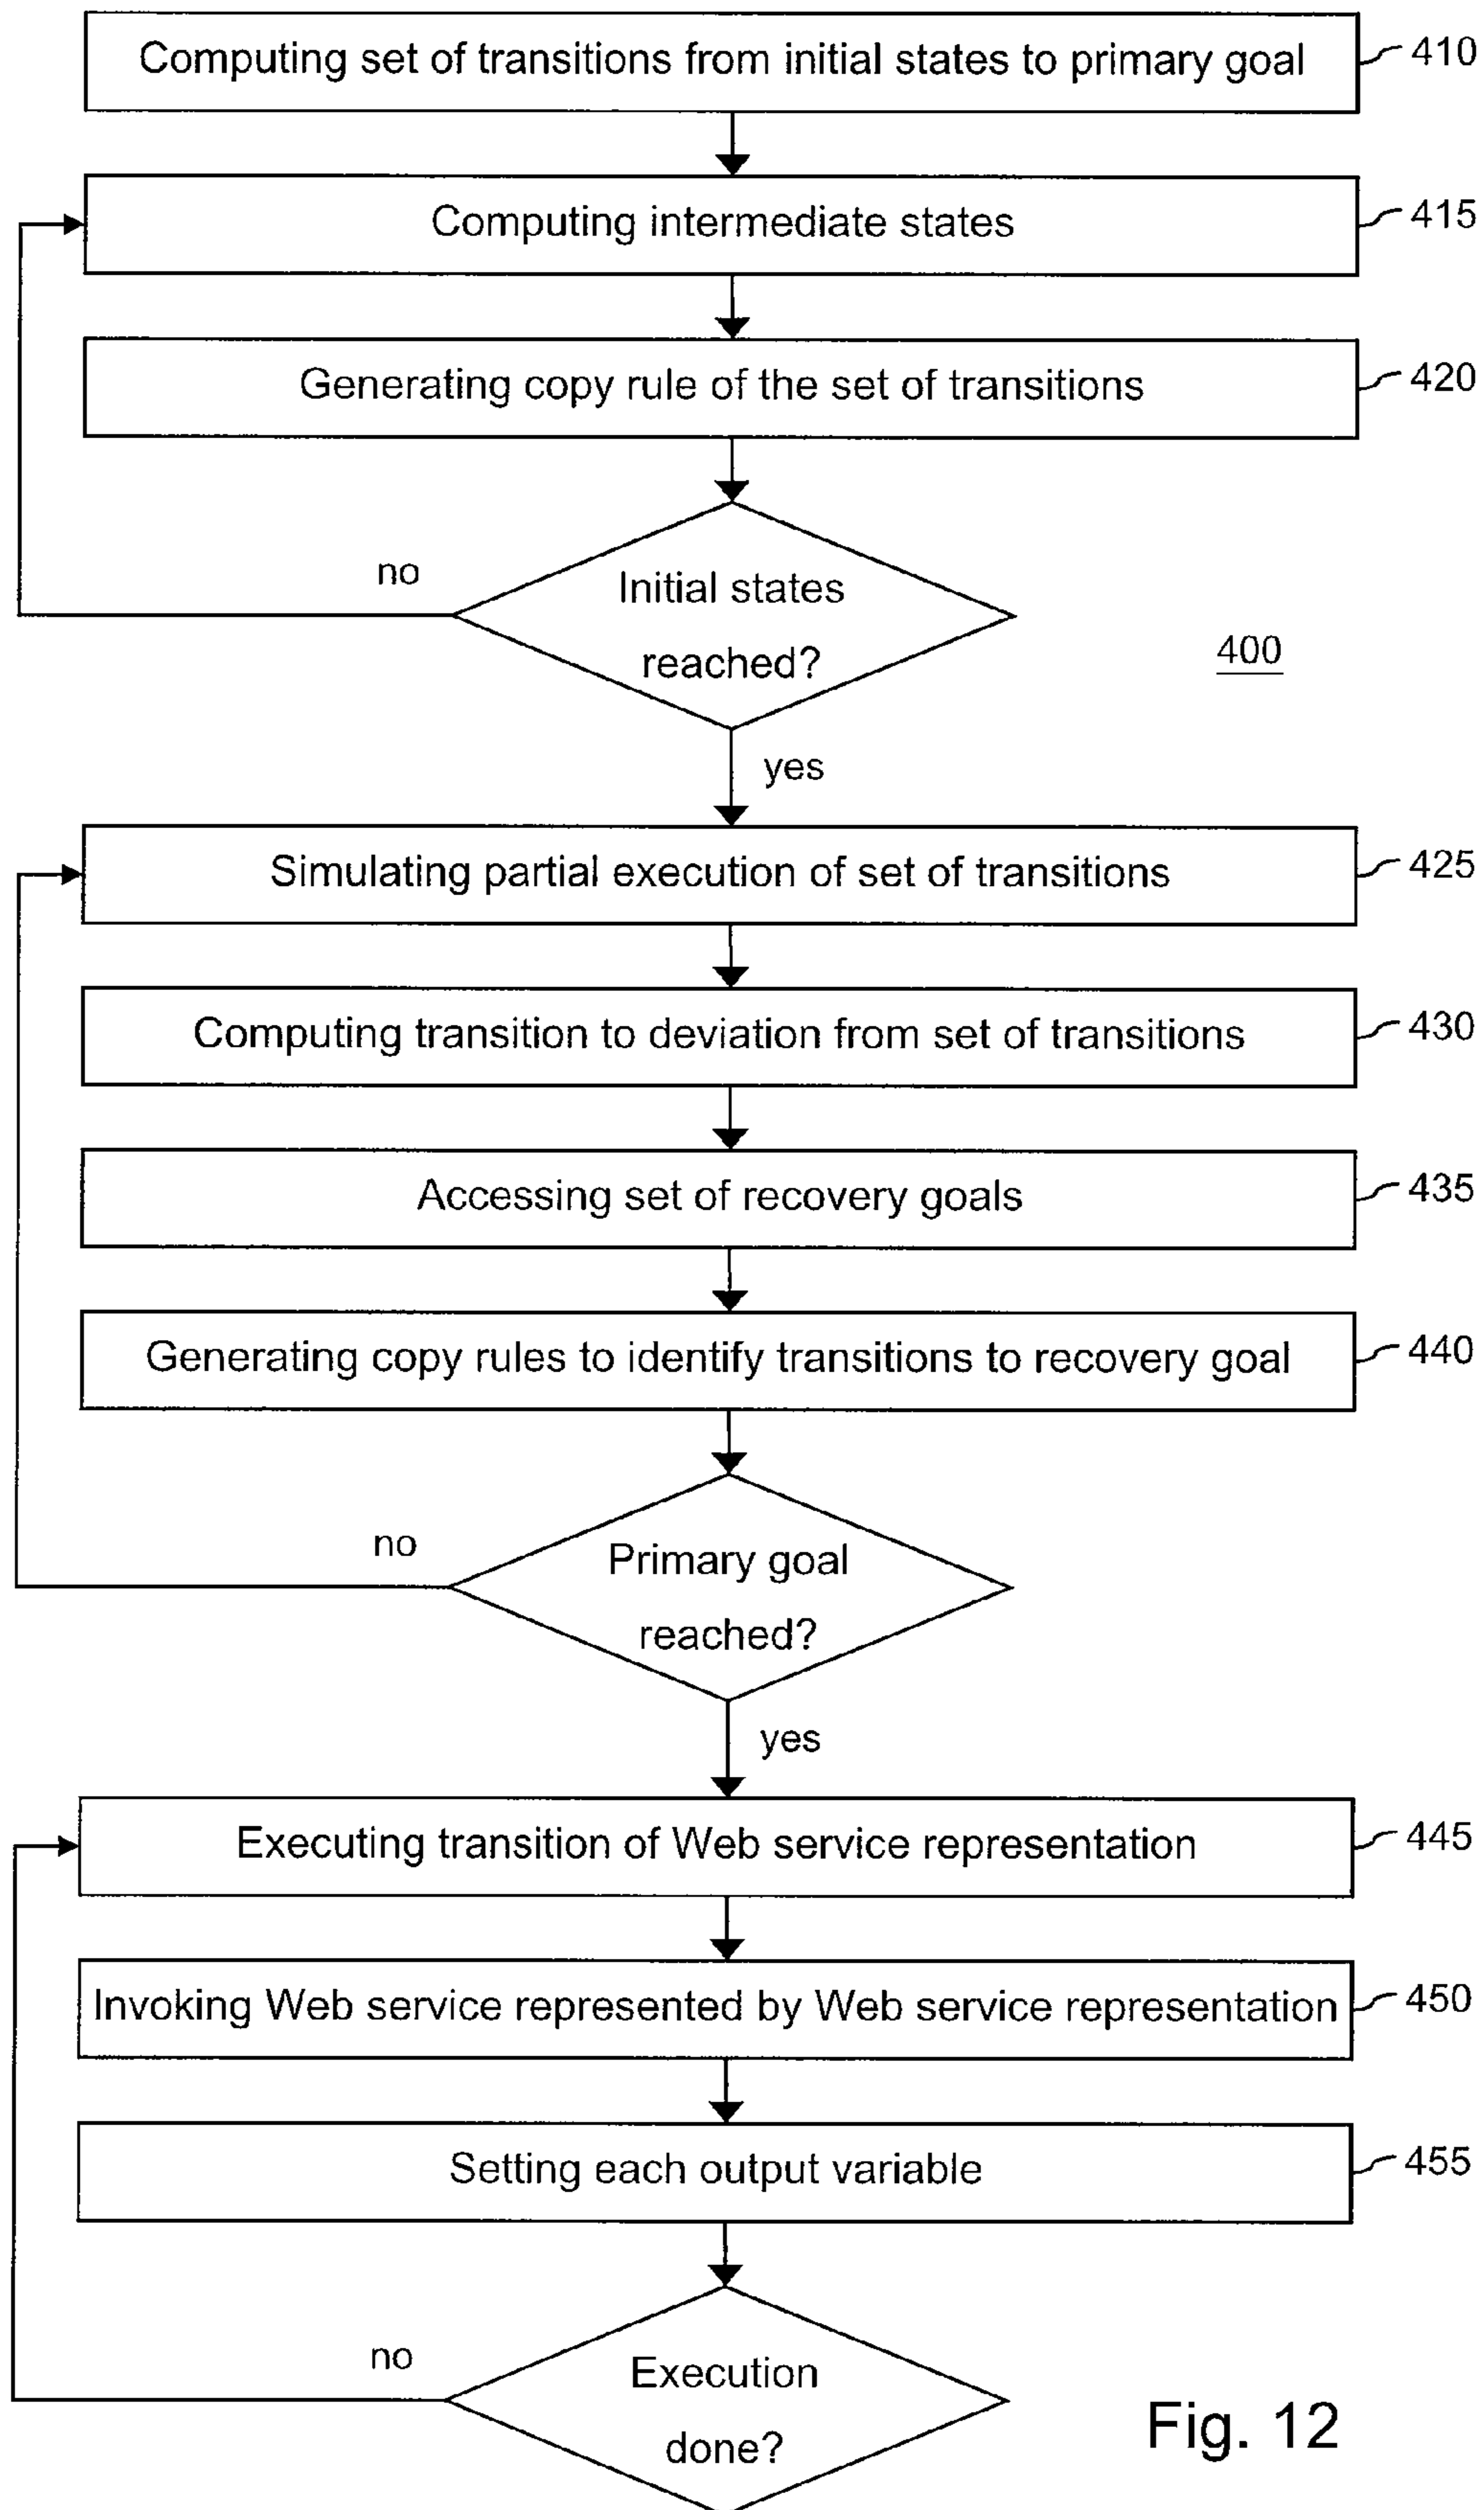 Computing set of transitions from initial states to primary goal
410
Computing intermediate states
415
Generating copy rule of the set of transitions
420
no
Initial states
reached?
400
yes
Simulating partial execution of set of transitions
425
Computing transition to deviation from set of transitions
430
Accessing set of recovery goals
435
Generating copy rules to identify transitions to recovery goal
440
no
Primary goal
reached?
yes
Executing transition of Web service representation
445
Invoking Web service represented by Web service representation
450
Setting each output variable
455
no
Execution
done?
Fig. 12